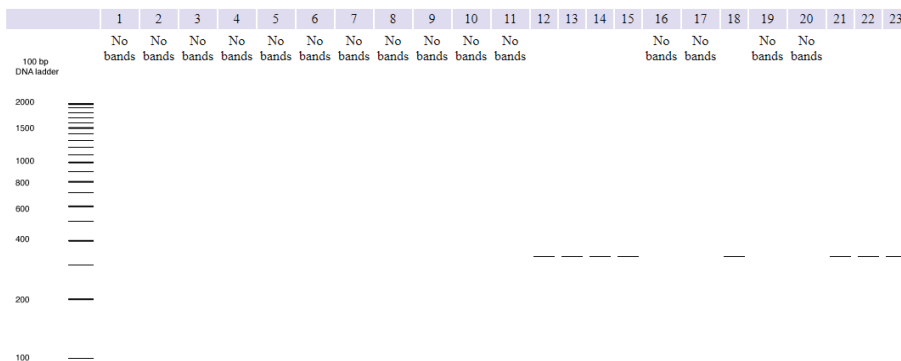 1 2 3 4 5 6 7 8 9 10 11 12 13 14 15 16 17 18 19 20 21 22 23
No No No No No No No No No No No No No No No
bands bands bands bands bands bands bands bands bands bands bands bands bands bands bands
100 bp
DNA ladder
2000
1500
1000
800
600
400
200
100